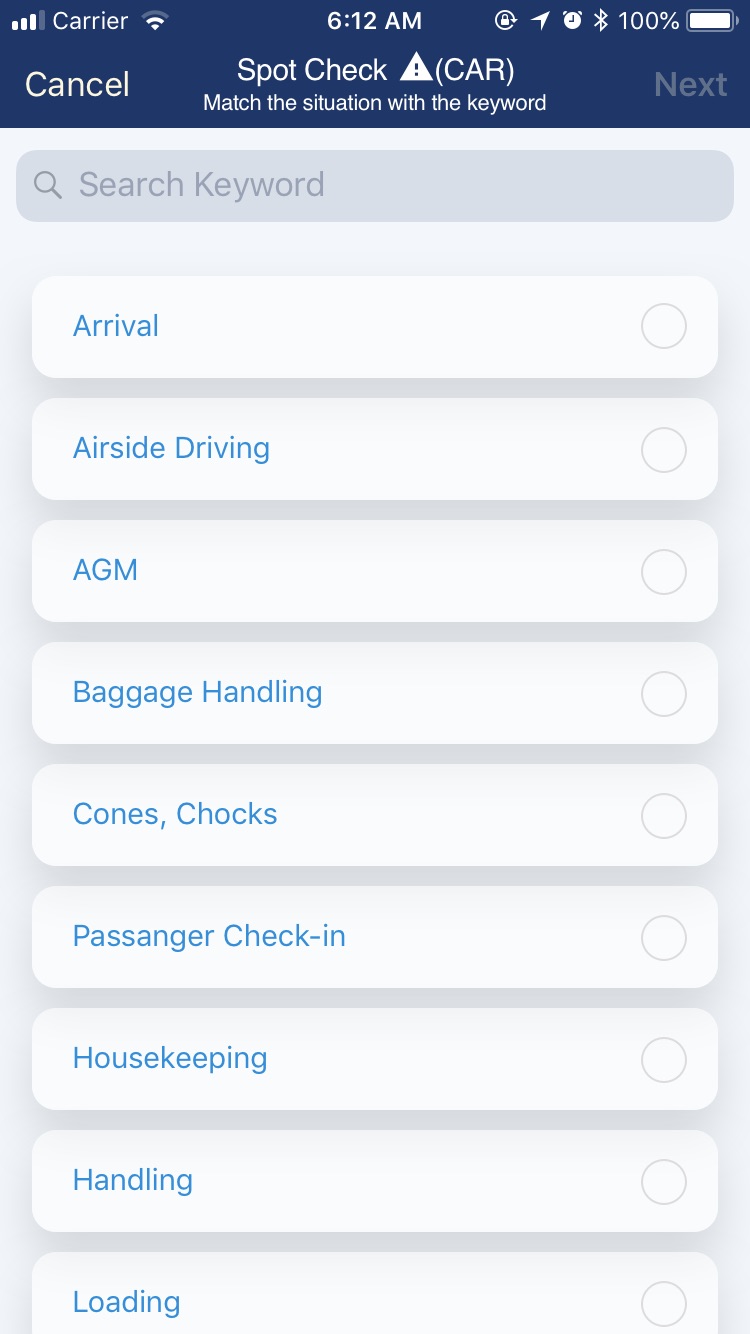 Carrier 6:12 AM 100%
Cancel
Spot Check (CAR)
Match the situation with the keyword
Next
Search Keyword
Arrival
Airside Driving
AGM
Baggage Handling
Cones, Chocks
Passanger Check-in
Housekeeping
Handling
Loading